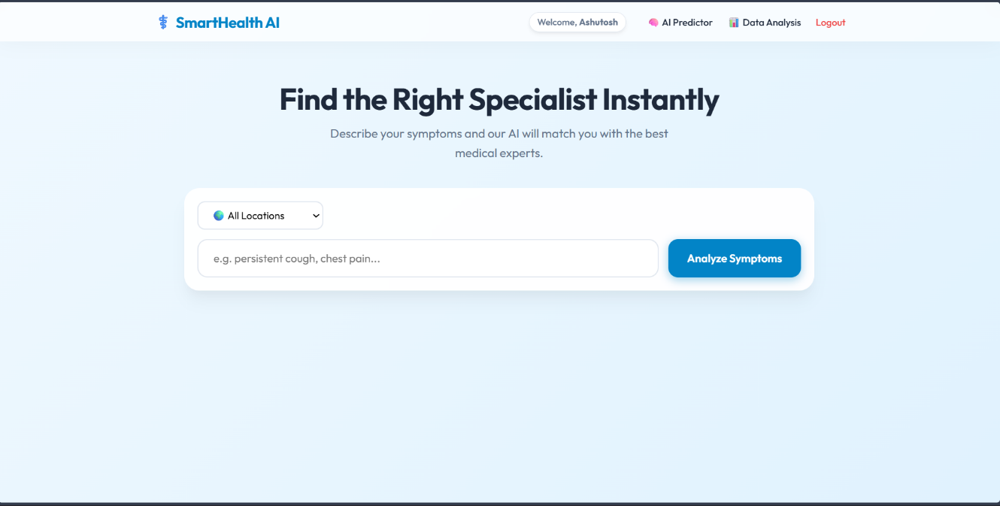 SmartHealth AI
Welcome, Ashutosh
AI Predictor
Data Analysis
Logout
Find the Right Specialist Instantly
Describe your symptoms and our AI will match you with the best
medical experts.
All Locations
e.g. persistent cough, chest pain...
Analyze Symptoms